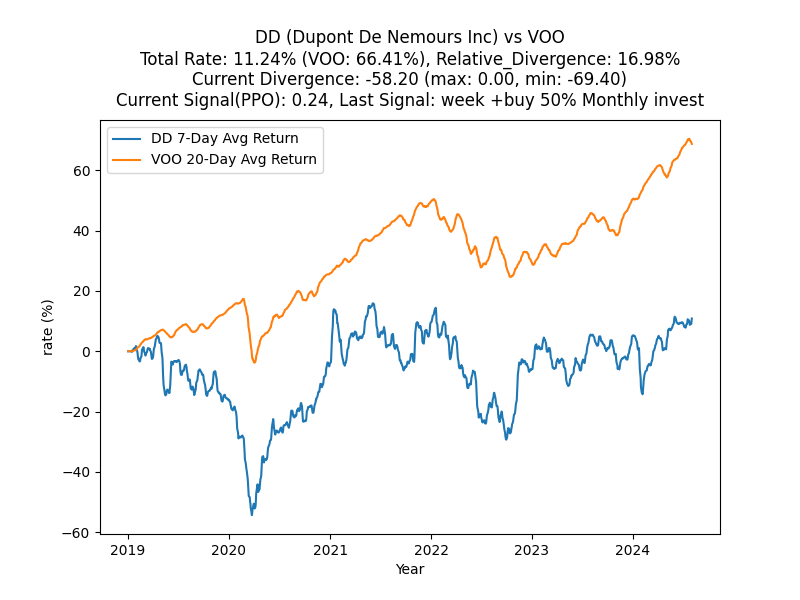 DD (Dupont De Nemours Inc) vs VOO
Total Rate: 11.24% (VOO: 66.41%), Relative_Divergence: 16.98%
Current Divergence: -58.20 (max: 0.00, min: -69.40)
Current Signal(PPO): 0.24, Last Signal: week +buy 50% Monthly invest
DD 7-Day Avg Return
VOO 20-Day Avg Return
60
40
20
0
−20
−40
−60
rate (%)
2019 2020 2021 2022 2023 2024
Year